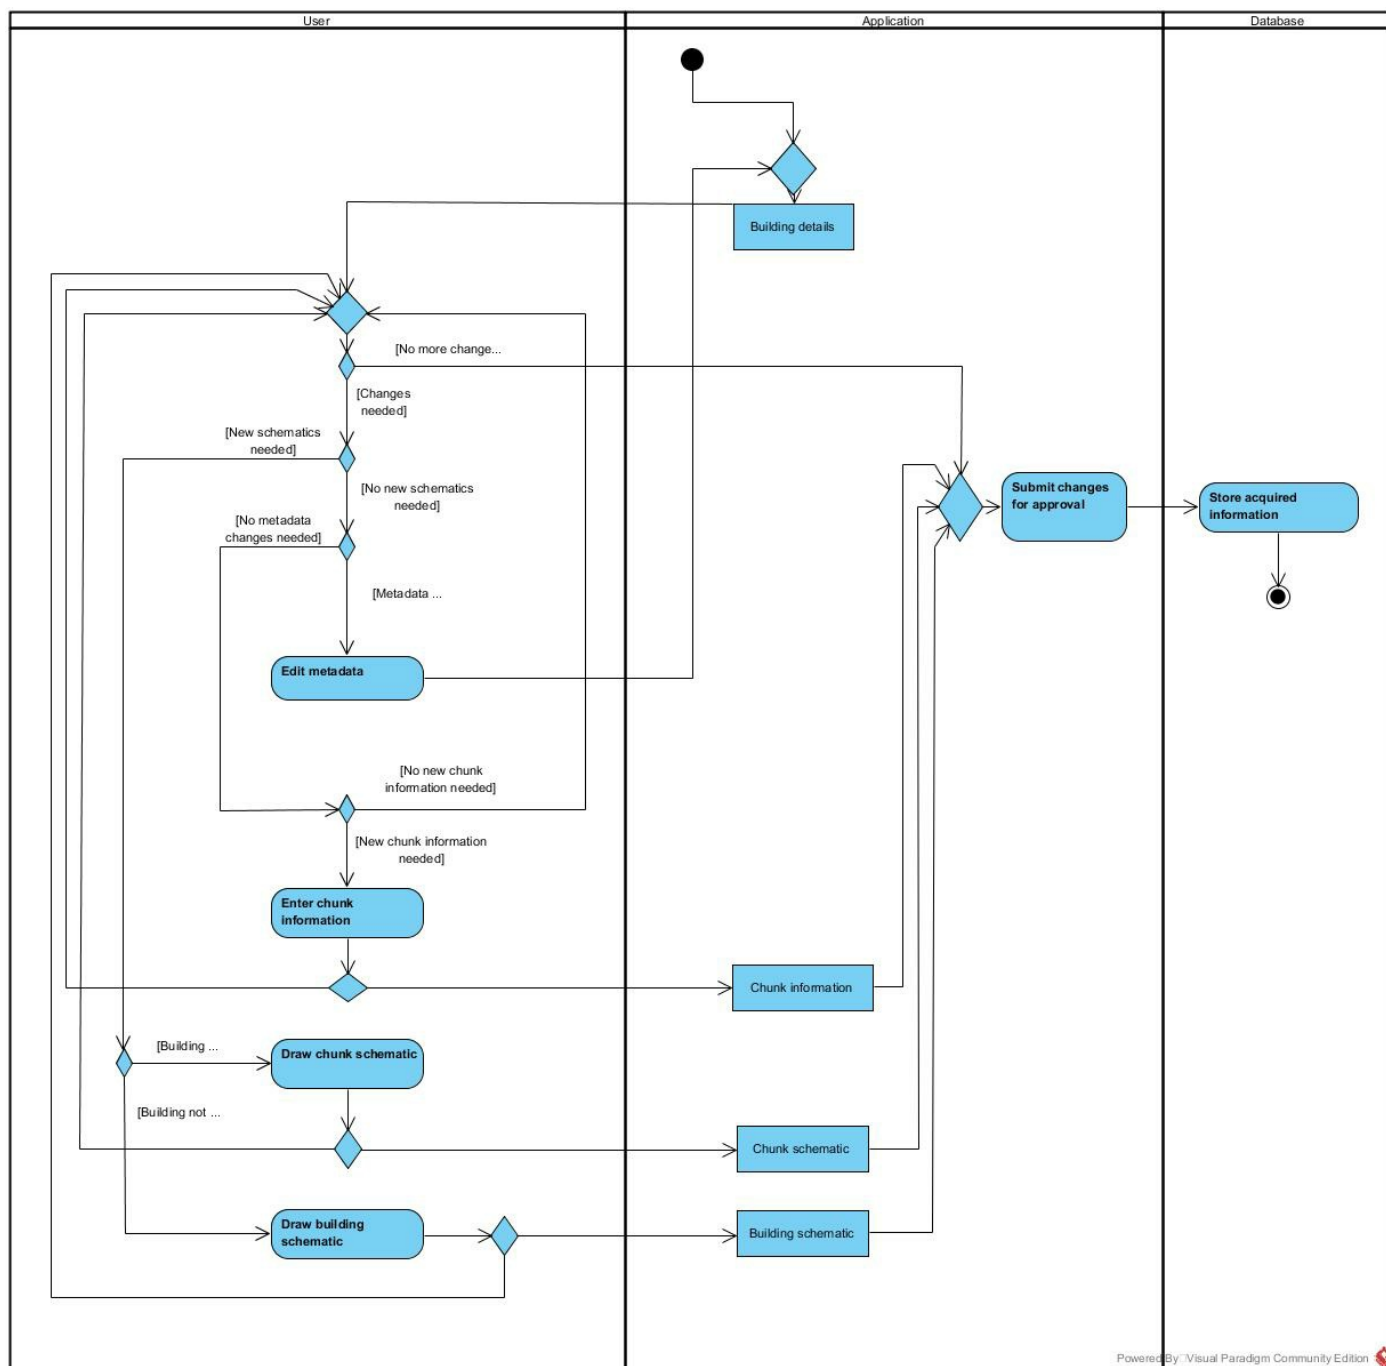 User
Application
Database
Building details
[No more change...
[Changes
needed]
[New schematics
needed]
[No new schematics
needed]
[No metadata
changes needed]
Submit changes
for approval
Store acquired
information
[Metadata ...
Edit metadata
[No new chunk
information needed]
[New chunk information
needed]
Enter chunk
information
Chunk information
[Building ...
Draw chunk schematic
[Building not ...
Chunk schematic
Draw building
schematic
Building schematic
Powered By Visual Paradigm Community Edition